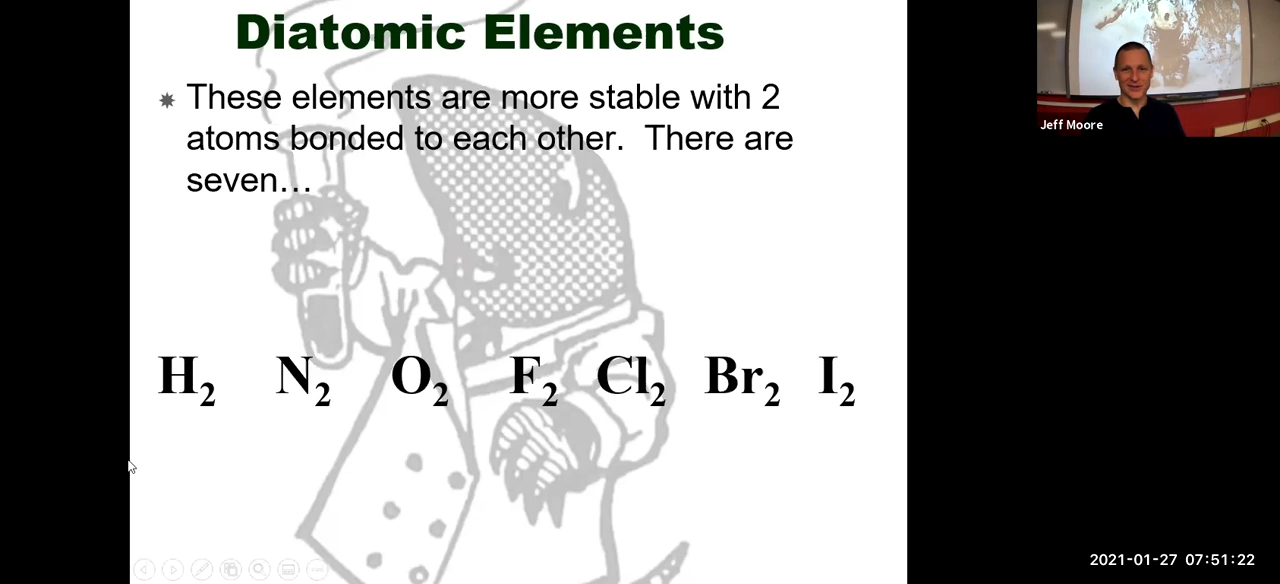 Diatomic Elements
These elements are more stable with 2
atoms bonded to each other.  There are
seven…
H₂ N₂ O₂ F₂ Cl₂ Br₂ I₂
Jeff Moore
2021-01-27 07:51:22